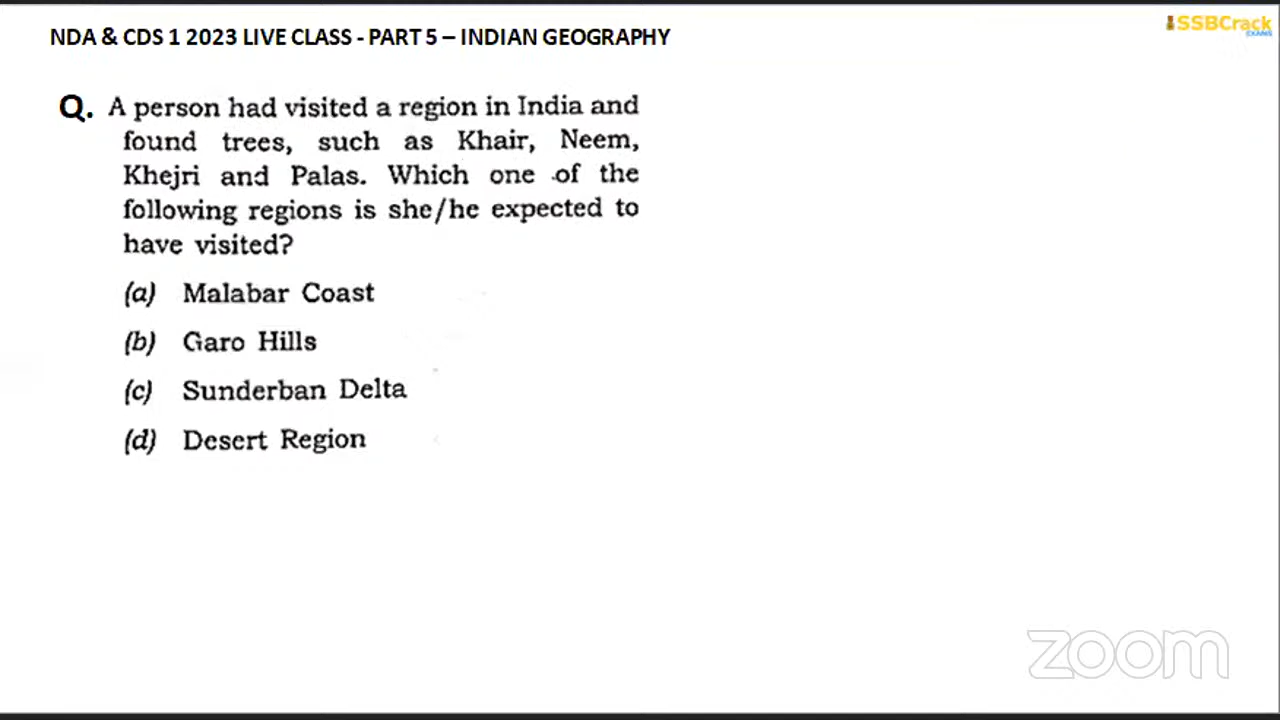 NDA & CDS 1 2023 LIVE CLASS - PART 5 – INDIAN GEOGRAPHY
SSBCrack
EXAMS
Q. A person had visited a region in India and
found trees, such as Khair, Neem,
Khejri and Palas. Which one of the
following regions is she/he expected to
have visited?
(a) Malabar Coast
(b) Garo Hills
(c) Sunderban Delta
(d) Desert Region
zoom